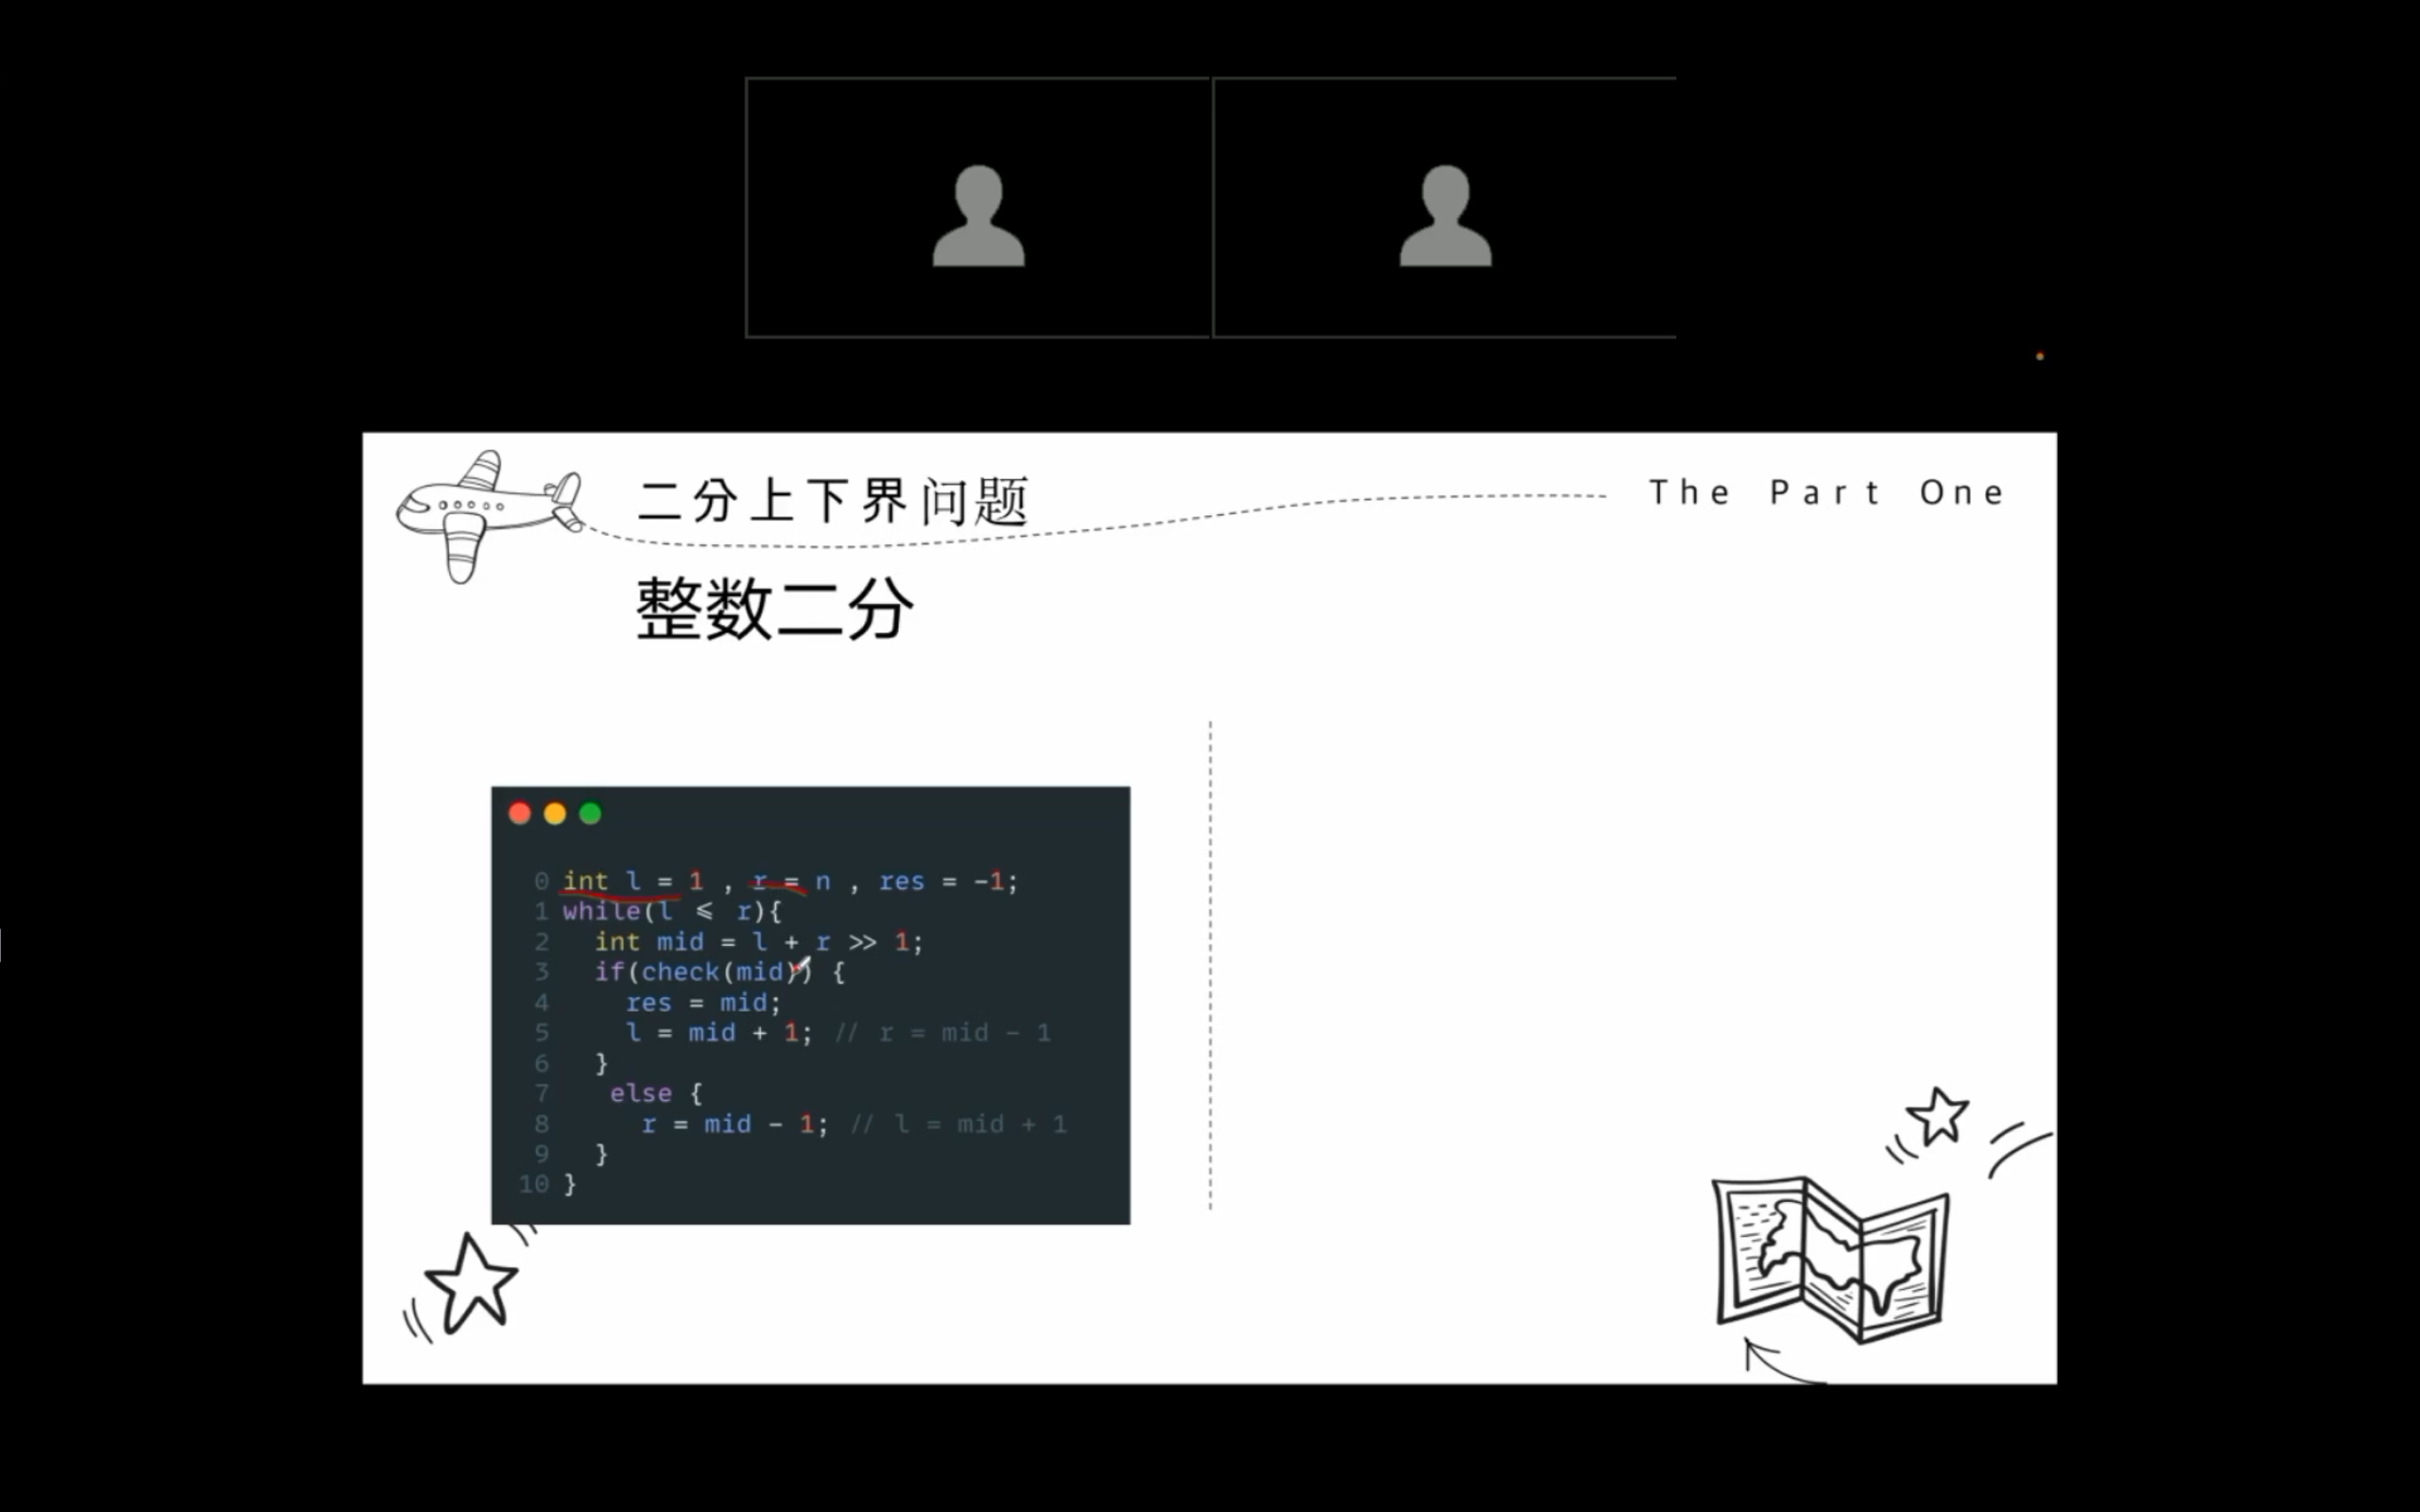 二分上下界问题
The Part One
整数二分
0 int l = 1 , r = n , res = -1;
1 while(l ⩽ r){
2 int mid = l + r >> 1;
3 if(check(mid)) {
4 res = mid;
5 l = mid + 1; // r = mid - 1
6 }
7 else {
8 r = mid - 1; // l = mid + 1
9 }
10 }